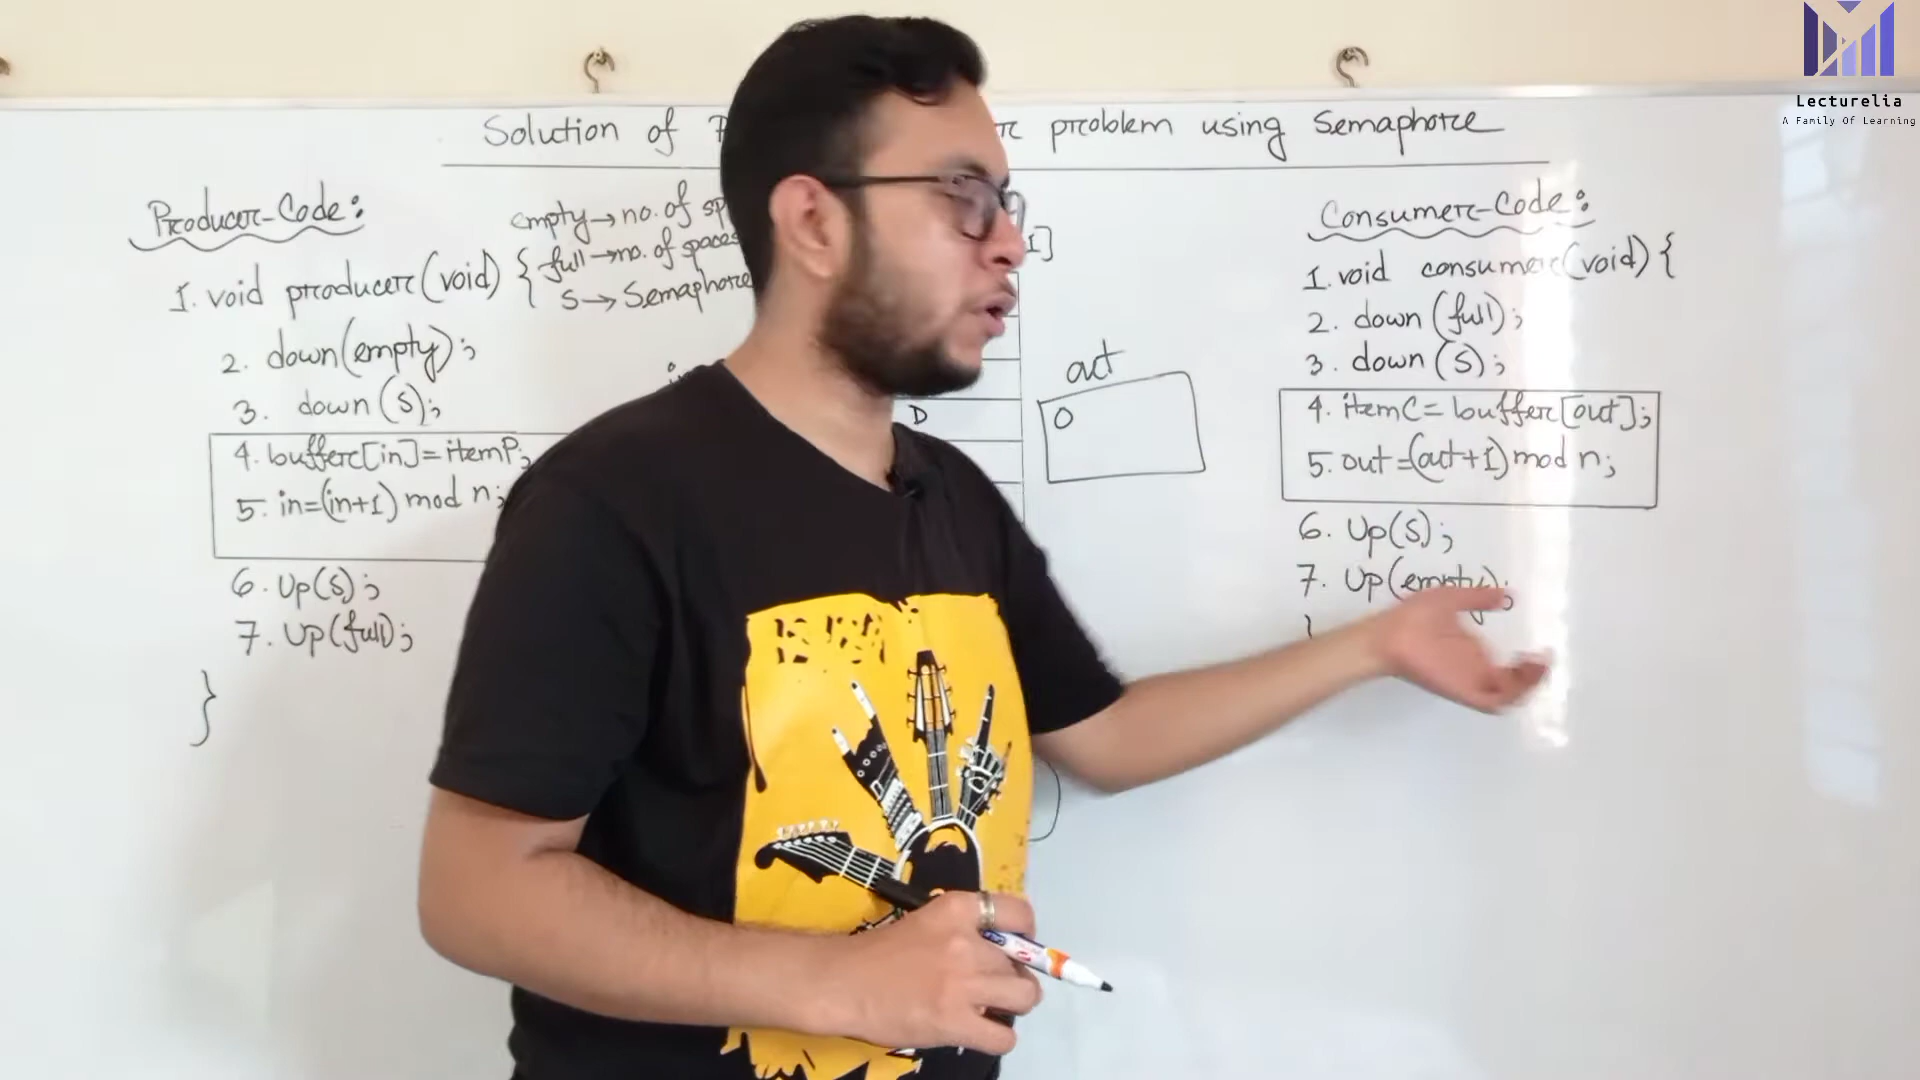 Lecturelia
A Family Of Learning
Solution of problem using Semaphore
Producer-Code:
1. void producer(void) {
2. down(empty);
3. down(S);
4. buffer[in]=itemP;
5. in=(in+1) mod n;
6. Up(S);
7. Up(full);
}
empty→no. of
full→no. of spaces
S→Semaphore
D
out
0
Consumer-Code:
1. void consumer(void) {
2. down (full);
3. down (S);
4. itemC= buffer[out];
5. out=(out+1) mod n;
6. Up(S);
7. Up(empty);
}